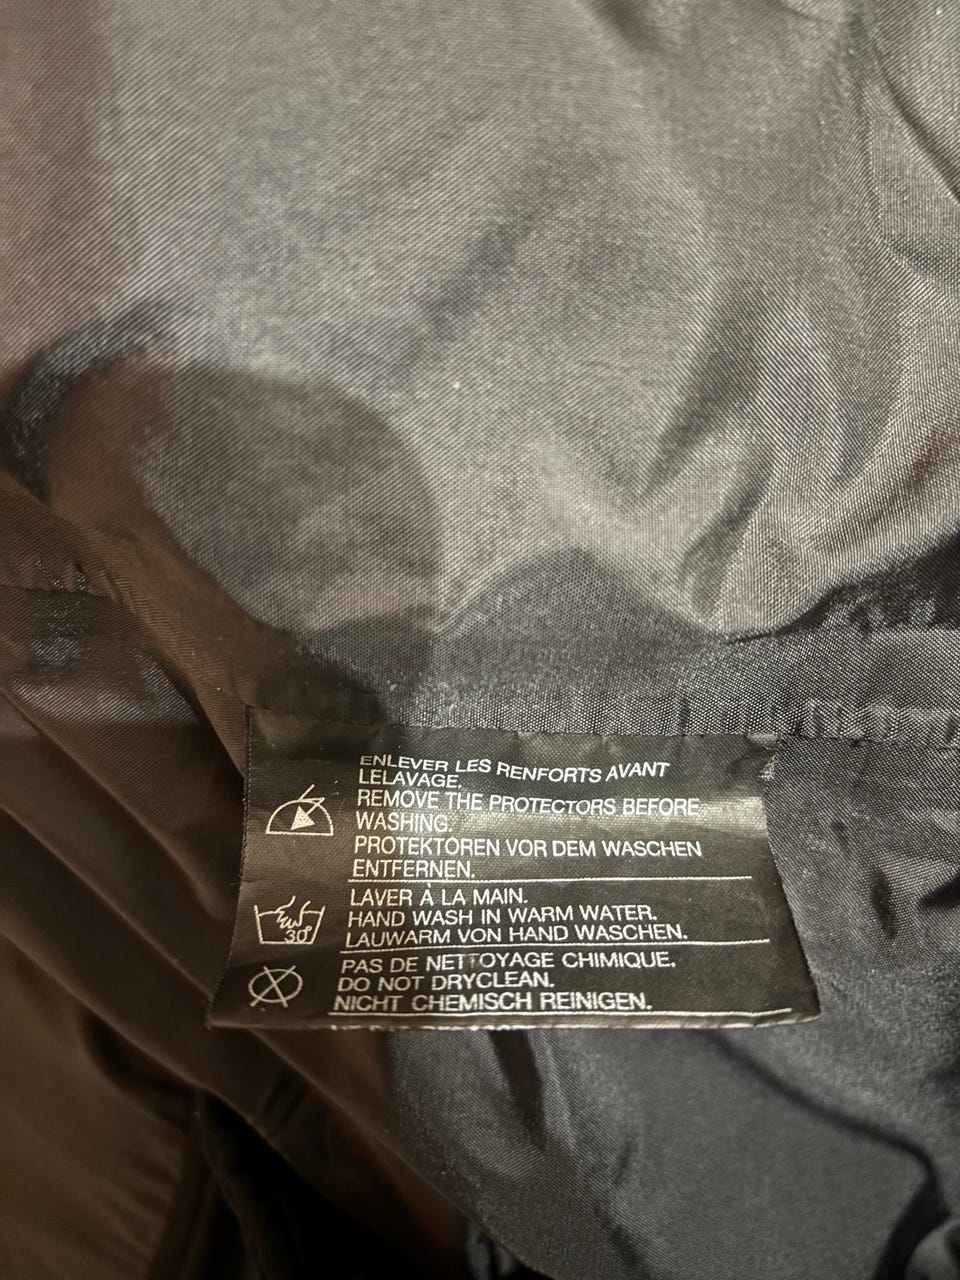 ENLEVER LES RENFORTS AVANT
LELAVAGE.
REMOVE THE PROTECTORS BEFORE
WASHING.
PROTEKTOREN VOR DEM WASCHEN
ENTFERNEN.
LAVER À LA MAIN.
HAND WASH IN WARM WATER.
LAUWARM VON HAND WASCHEN.
30°
PAS DE NETTOYAGE CHIMIQUE.
DO NOT DRYCLEAN.
NICHT CHEMISCH REINIGEN.